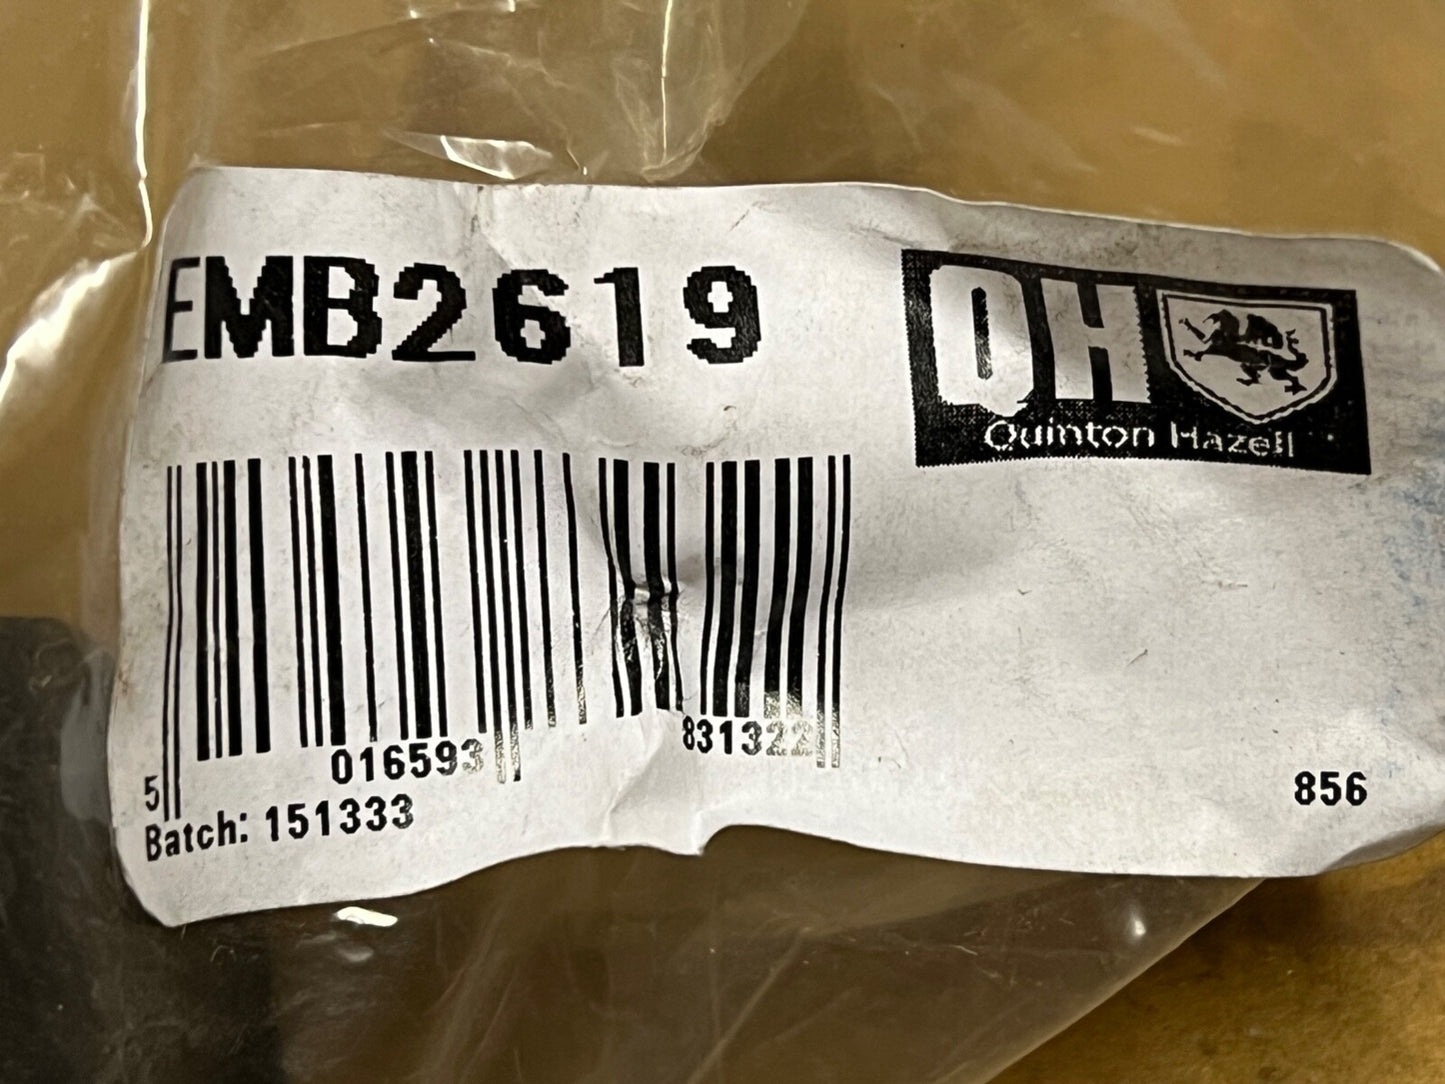 EMB2619
QH
Quinton Hazell
5 016593 831322
Batch: 151333
856